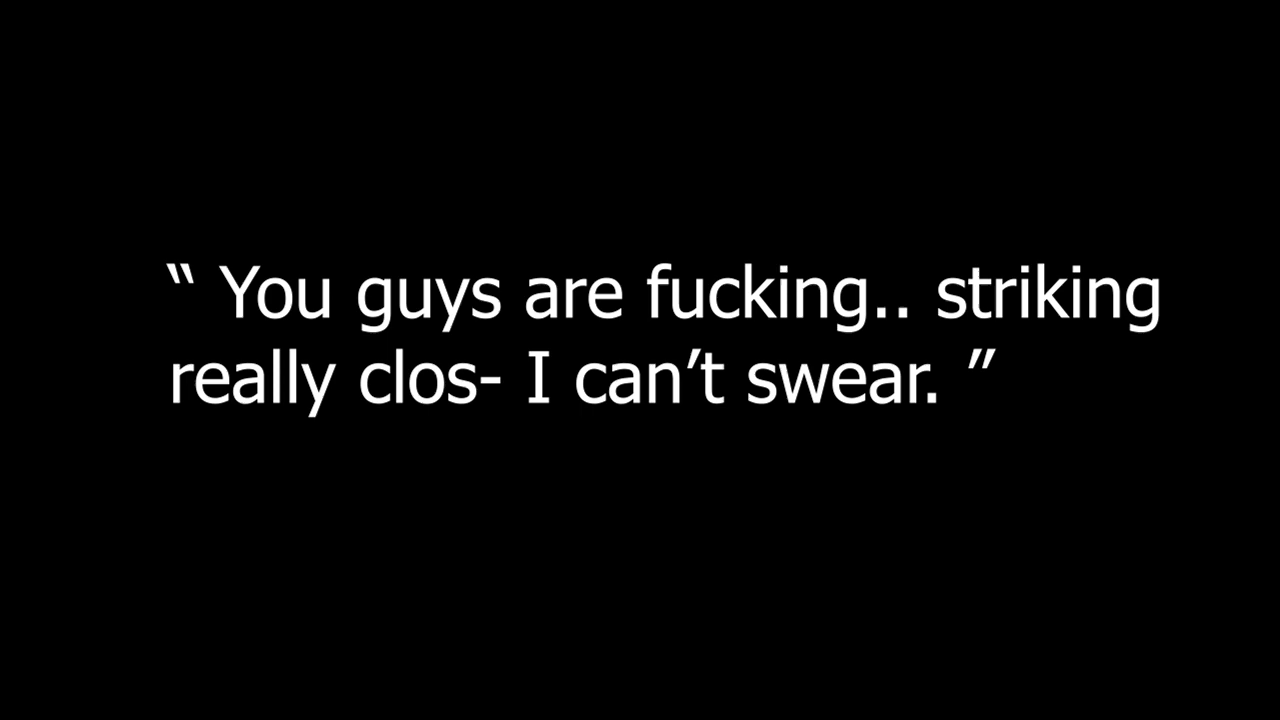 “ You guys are fucking.. striking
really clos- I can’t swear. ”